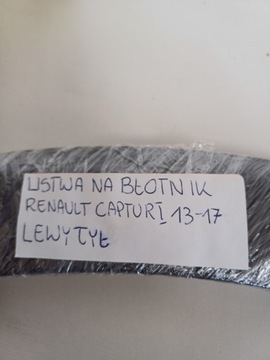 LISTWA NA BŁOTNIK
RENAULT CAPTUR I 13-17
LEWY TYŁ